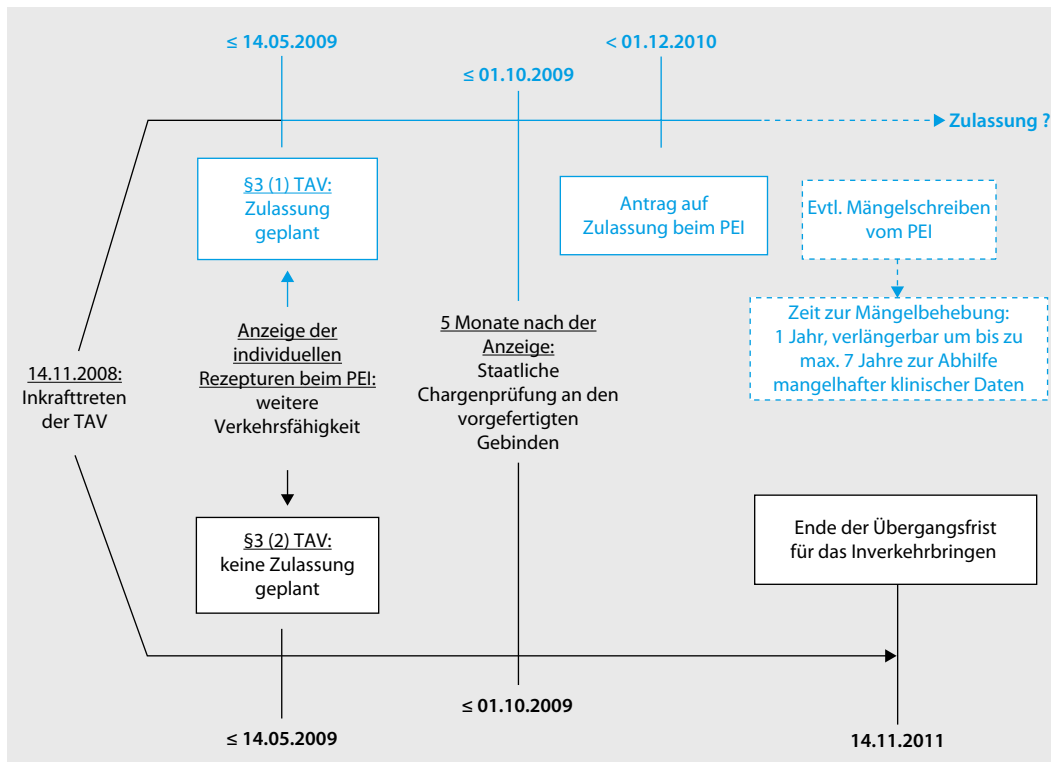 ≤ 14.05.2009
< 01.12.2010
≤ 01.10.2009
Zulassung ?
§3 (1) TAV:
Zulassung
geplant
Antrag auf
Zulassung beim PEI
Evtl. Mängelschreiben
vom PEI
Zeit zur Mängelbehebung:
1 Jahr, verlängerbar um bis zu
max. 7 Jahre zur Abhilfe
mangelhafter klinischer Daten
14.11.2008:
Inkrafttreten
der TAV
Anzeige der
individuellen
Rezepturen beim PEI:
weitere
Verkehrsfähigkeit
5 Monate nach der
Anzeige:
Staatliche
Chargenprüfung an den
vorgefertigten
Gebinden
§3 (2) TAV:
keine Zulassung
geplant
Ende der Übergangsfrist
für das Inverkehrbringen
≤ 01.10.2009
≤ 14.05.2009
14.11.2011